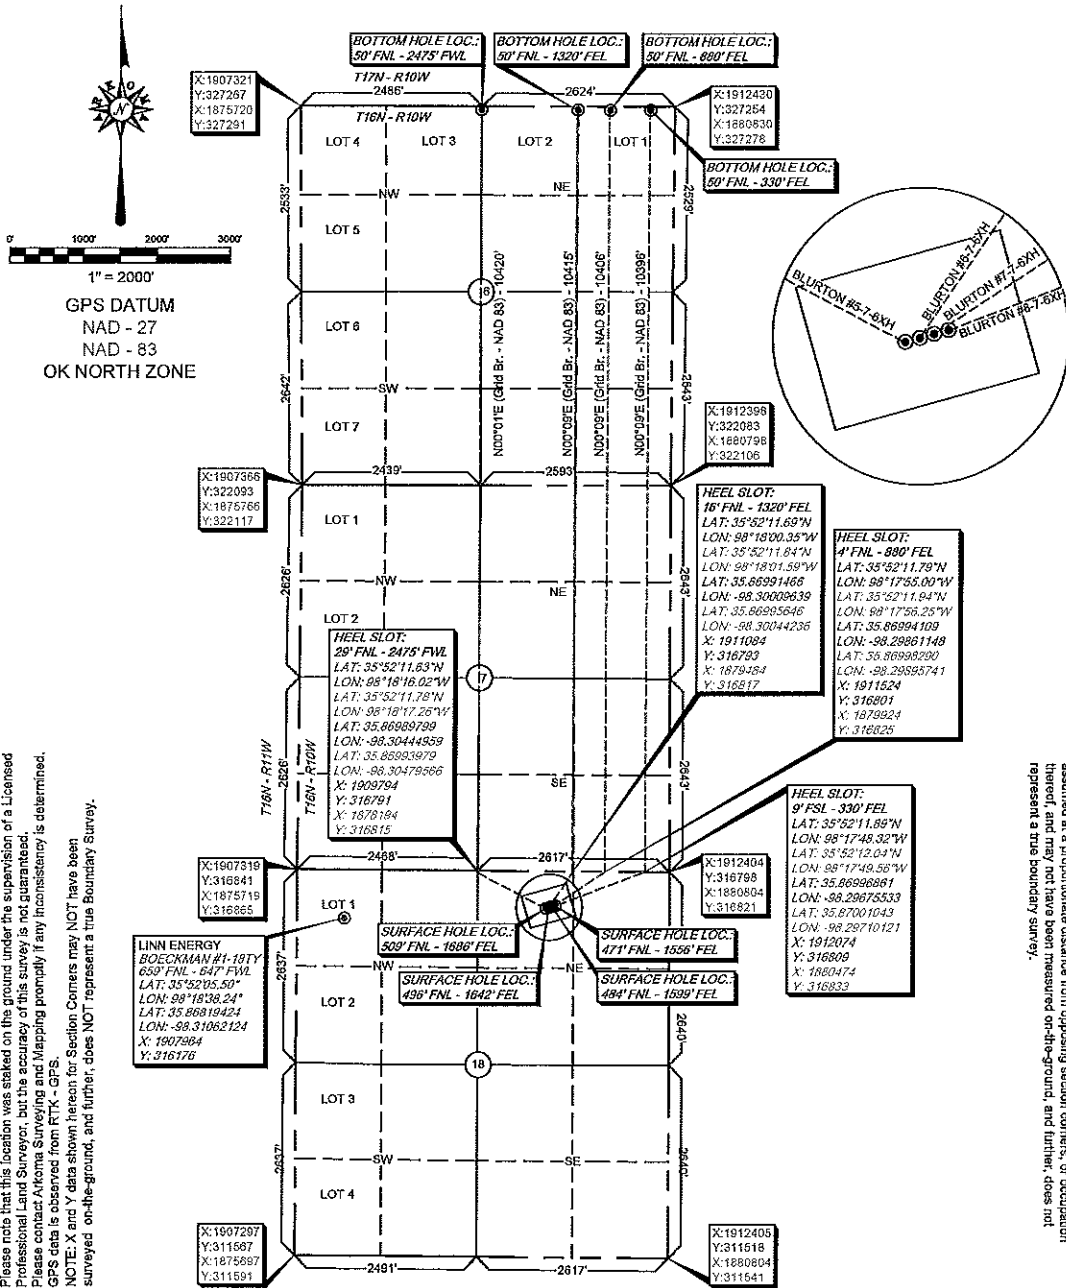 BOTTOM HOLE LOC.:
50' FNL - 2475' FWL
BOTTOM HOLE LOC.:
50' FNL - 1320' FEL
BOTTOM HOLE LOC.:
50' FNL - 880' FEL
X:1907321
Y:327267
X:1875720
Y:327291
T17N - R10W
2486'
2624'
T16N - R10W
X:1912430
Y:327254
X:1880830
Y:327278
BOTTOM HOLE LOC.:
50' FNL - 330' FEL
N
0' 1000' 2000' 3000'
1" = 2000'
GPS DATUM
NAD - 27
NAD - 83
OK NORTH ZONE
LOT 4
LOT 3
LOT 2
LOT 1
NW
NE
2533'
2529'
LOT 5
6
LOT 6
SW
2642'
2643'
LOT 7
N00°01'E (Grid Br. - NAD 83) - 10420'
N00°09'E (Grid Br. - NAD 83) - 10415'
N00°09'E (Grid Br. - NAD 83) - 10406'
N00°09'E (Grid Br. - NAD 83) - 10396'
BLURTON #5-7-6XH
BLURTON #6-7-6XH
BLURTON #7-7-6XH
BLURTON #8-7-6XH
X:1912398
Y:322083
X:1880798
Y:322106
X:1907366
Y:322093
X:1875766
Y:322117
2439'
2593'
LOT 1
NW
NE
2626'
2643'
LOT 2
7
HEEL SLOT:
16' FNL - 1320' FEL
LAT: 35°52'11.69"N
LON: 98°18'00.35"W
LAT: 35°52'11.84"N
LON: 98°18'01.59"W
LAT: 35.86991466
LON: -98.30009639
LAT: 35.86995646
LON: -98.30044236
X: 1911084
Y: 316793
X: 1879484
Y: 316817
HEEL SLOT:
4' FNL - 880' FEL
LAT: 35°52'11.79"N
LON: 98°17'55.00"W
LAT: 35°52'11.94"N
LON: 98°17'56.25"W
LAT: 35.86994109
LON: -98.29861148
LAT: 35.86998290
LON: -98.29895741
X: 1911524
Y: 316801
X: 1879924
Y: 316825
HEEL SLOT:
29' FNL - 2475' FWL
LAT: 35°52'11.63"N
LON: 98°18'16.02"W
LAT: 35°52'11.78"N
LON: 98°18'17.26"W
LAT: 35.86989799
LON: -98.30444959
LAT: 35.86993979
LON: -98.30479566
X: 1909794
Y: 316791
X: 1878194
Y: 316815
HEEL SLOT:
9' FSL - 330' FEL
LAT: 35°52'11.89"N
LON: 98°17'48.32"W
LAT: 35°52'12.04"N
LON: 98°17'49.56"W
LAT: 35.86996861
LON: -98.29675533
LAT: 35.87001043
LON: -98.29710121
X: 1912074
Y: 316809
X: 1880474
Y: 316833
T16N - R11W
T16N - R10W
2626'
2643'
SE
X:1907319
Y:316841
X:1875719
Y:316865
2468'
2617'
X:1912404
Y:316798
X:1880804
Y:316821
LOT 1
SURFACE HOLE LOC.:
509' FNL - 1686' FEL
SURFACE HOLE LOC.:
471' FNL - 1556' FEL
SURFACE HOLE LOC.:
496' FNL - 1642' FEL
SURFACE HOLE LOC.:
484' FNL - 1599' FEL
LINN ENERGY
BOECKMAN #1-18TY
659' FNL - 647' FWL
LAT: 35°52'05.50"
LON: 98°18'38.24"
LAT: 35.86819424
LON: -98.31062124
X: 1907964
Y: 316176
2637'
NW
NE
LOT 2
2640'
18
LOT 3
SW
SE
2637'
2640'
LOT 4
X:1907297
Y:311567
X:1875697
Y:311591
2491'
2617'
X:1912405
Y:311518
X:1880804
Y:311541
Please note that this location was staked on the ground under the supervision of a Licensed
Professional Land Surveyor, but the accuracy of this survey is not guaranteed.
Please contact Arkoma Surveying and Mapping promptly if any inconsistency is determined.
GPS data is observed from RTK - GPS.
NOTE: X and Y data shown hereon for Section Corners may NOT have been
surveyed on-the-ground, and further, does NOT represent a true Boundary Survey.
assumed at a proportionate distance from opposing section corners, or occupation
thereof, and may not have been measured on-the-ground, and further, does not
represent a true boundary survey.